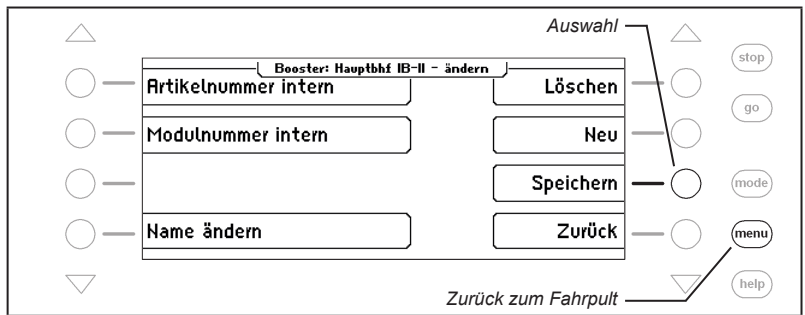 Auswahl
stop
Booster: Hauptbhf IB-II - ändern
Artikelnummer intern
Löschen
go
Modulnummer intern
Neu
Speichern
mode
Name ändern
Zurück
menu
help
Zurück zum Fahrpult